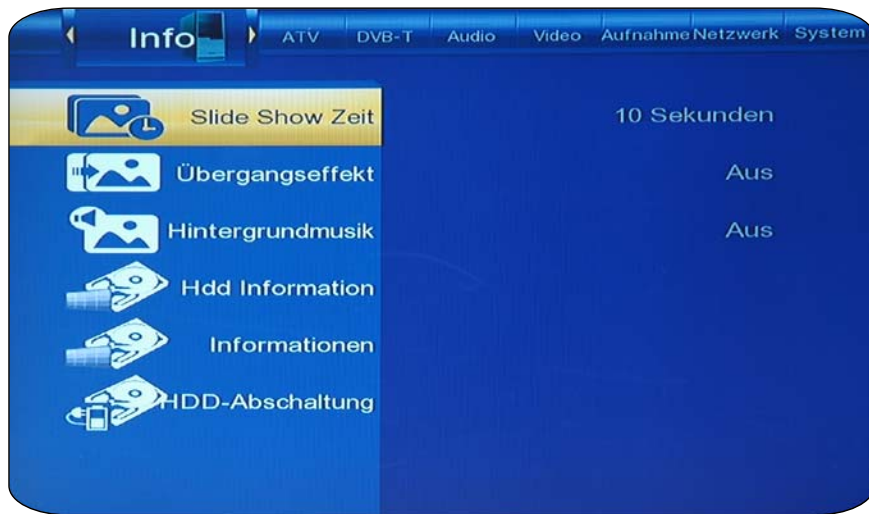 Info ATV DVB-T Audio Video Aufnahme Netzwerk System
Slide Show Zeit 10 Sekunden
Übergangseffekt Aus
Hintergrundmusik Aus
Hdd Information
Informationen
HDD-Abschaltung